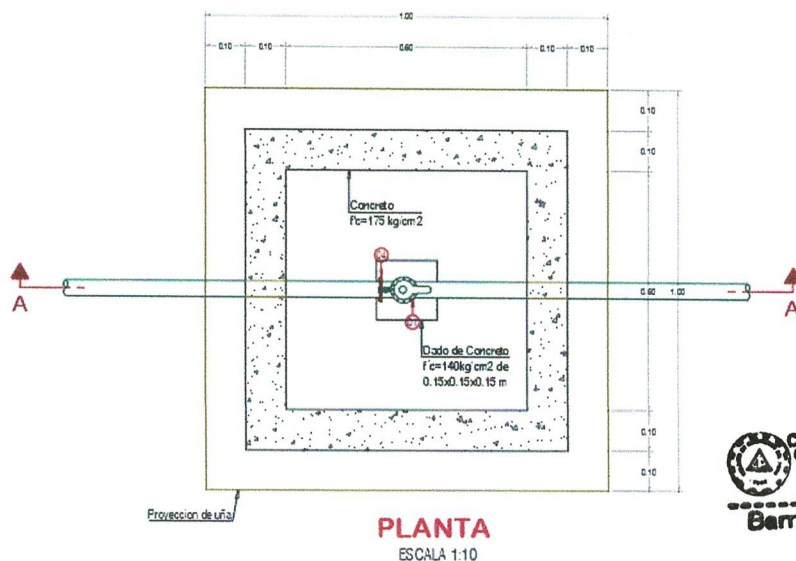 1.00
0.10
0.10
0.60
0.10
0.10
0.10
0.10
Concreto
f'c=175 kg/cm2
A
A
0.60
1.00
Dado de Concreto
f'c=140kg/cm2 de
0.15x0.15x0.15 m
0.10
0.10
Proyeccion de uña
PLANTA
ESCALA 1:10